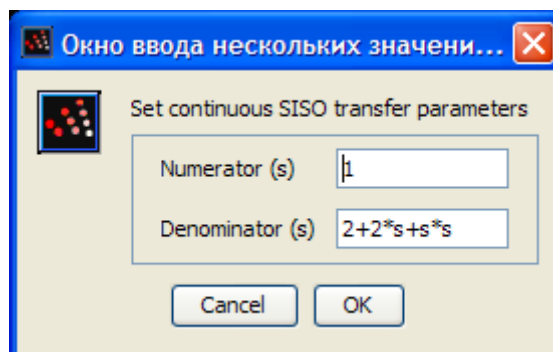 Окно ввода нескольких значени...
Set continuous SISO transfer parameters
Numerator (s) 1
Denominator (s) 2+2*s+s*s
Cancel OK